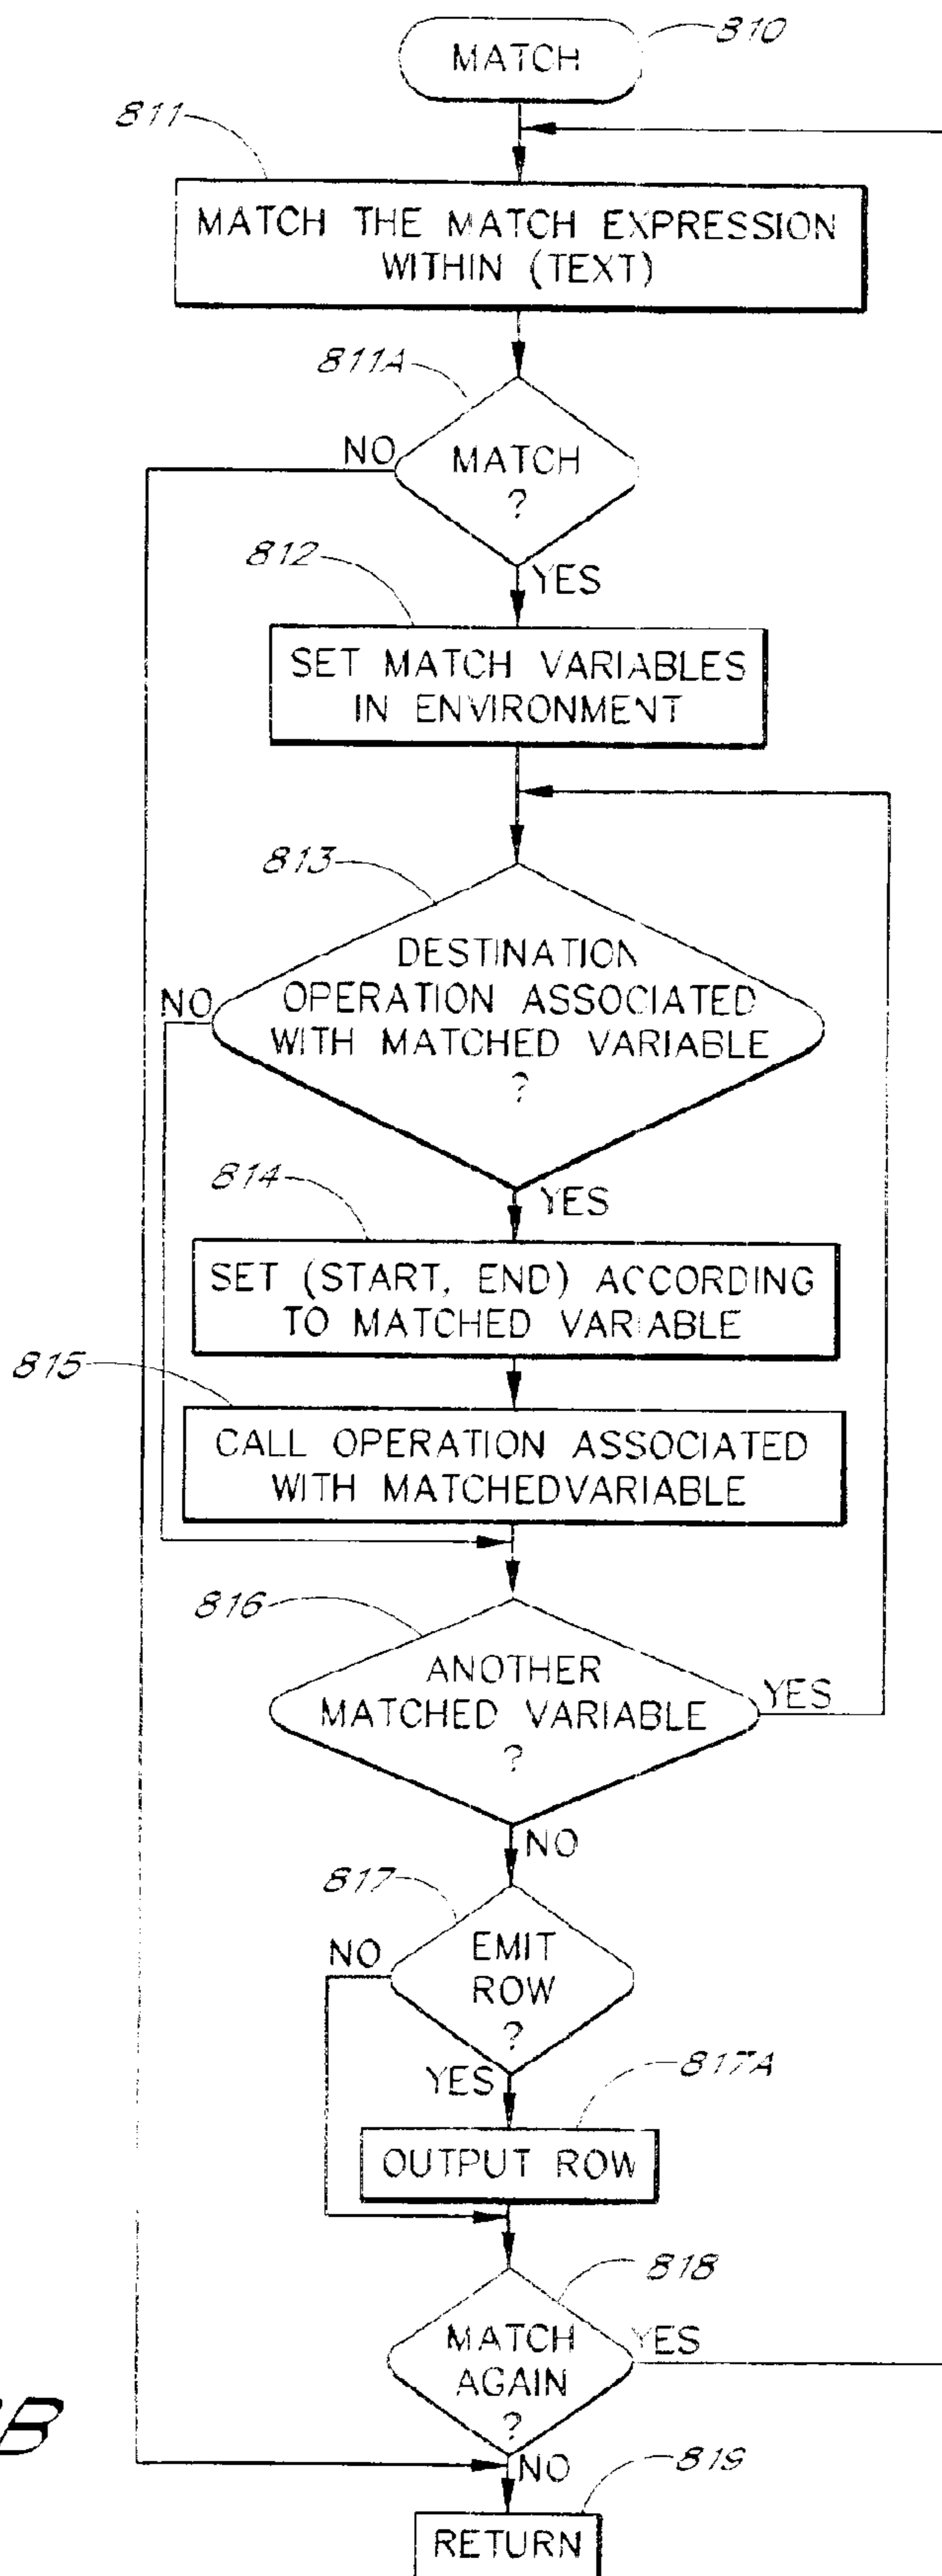 810
MATCH
811
MATCH THE MATCH EXPRESSION
WITHIN (TEXT)
811A
NO
MATCH
?
812
YES
SET MATCH VARIABLES
IN ENVIRONMENT
813
DESTINATION
NO
OPERATION ASSOCIATED
WITH MATCHED VARIABLE
?
814
YES
SET (START, END) ACCORDING
TO MATCHED VARIABLE
815
CALL OPERATION ASSOCIATED
WITH MATCHEDVARIABLE
816
ANOTHER
MATCHED VARIABLE
YES
?
NO
817
NO
EMIT
ROW
?
817A
YES
OUTPUT ROW
818
MATCH
YES
AGAIN
?
NO
819
RETURN